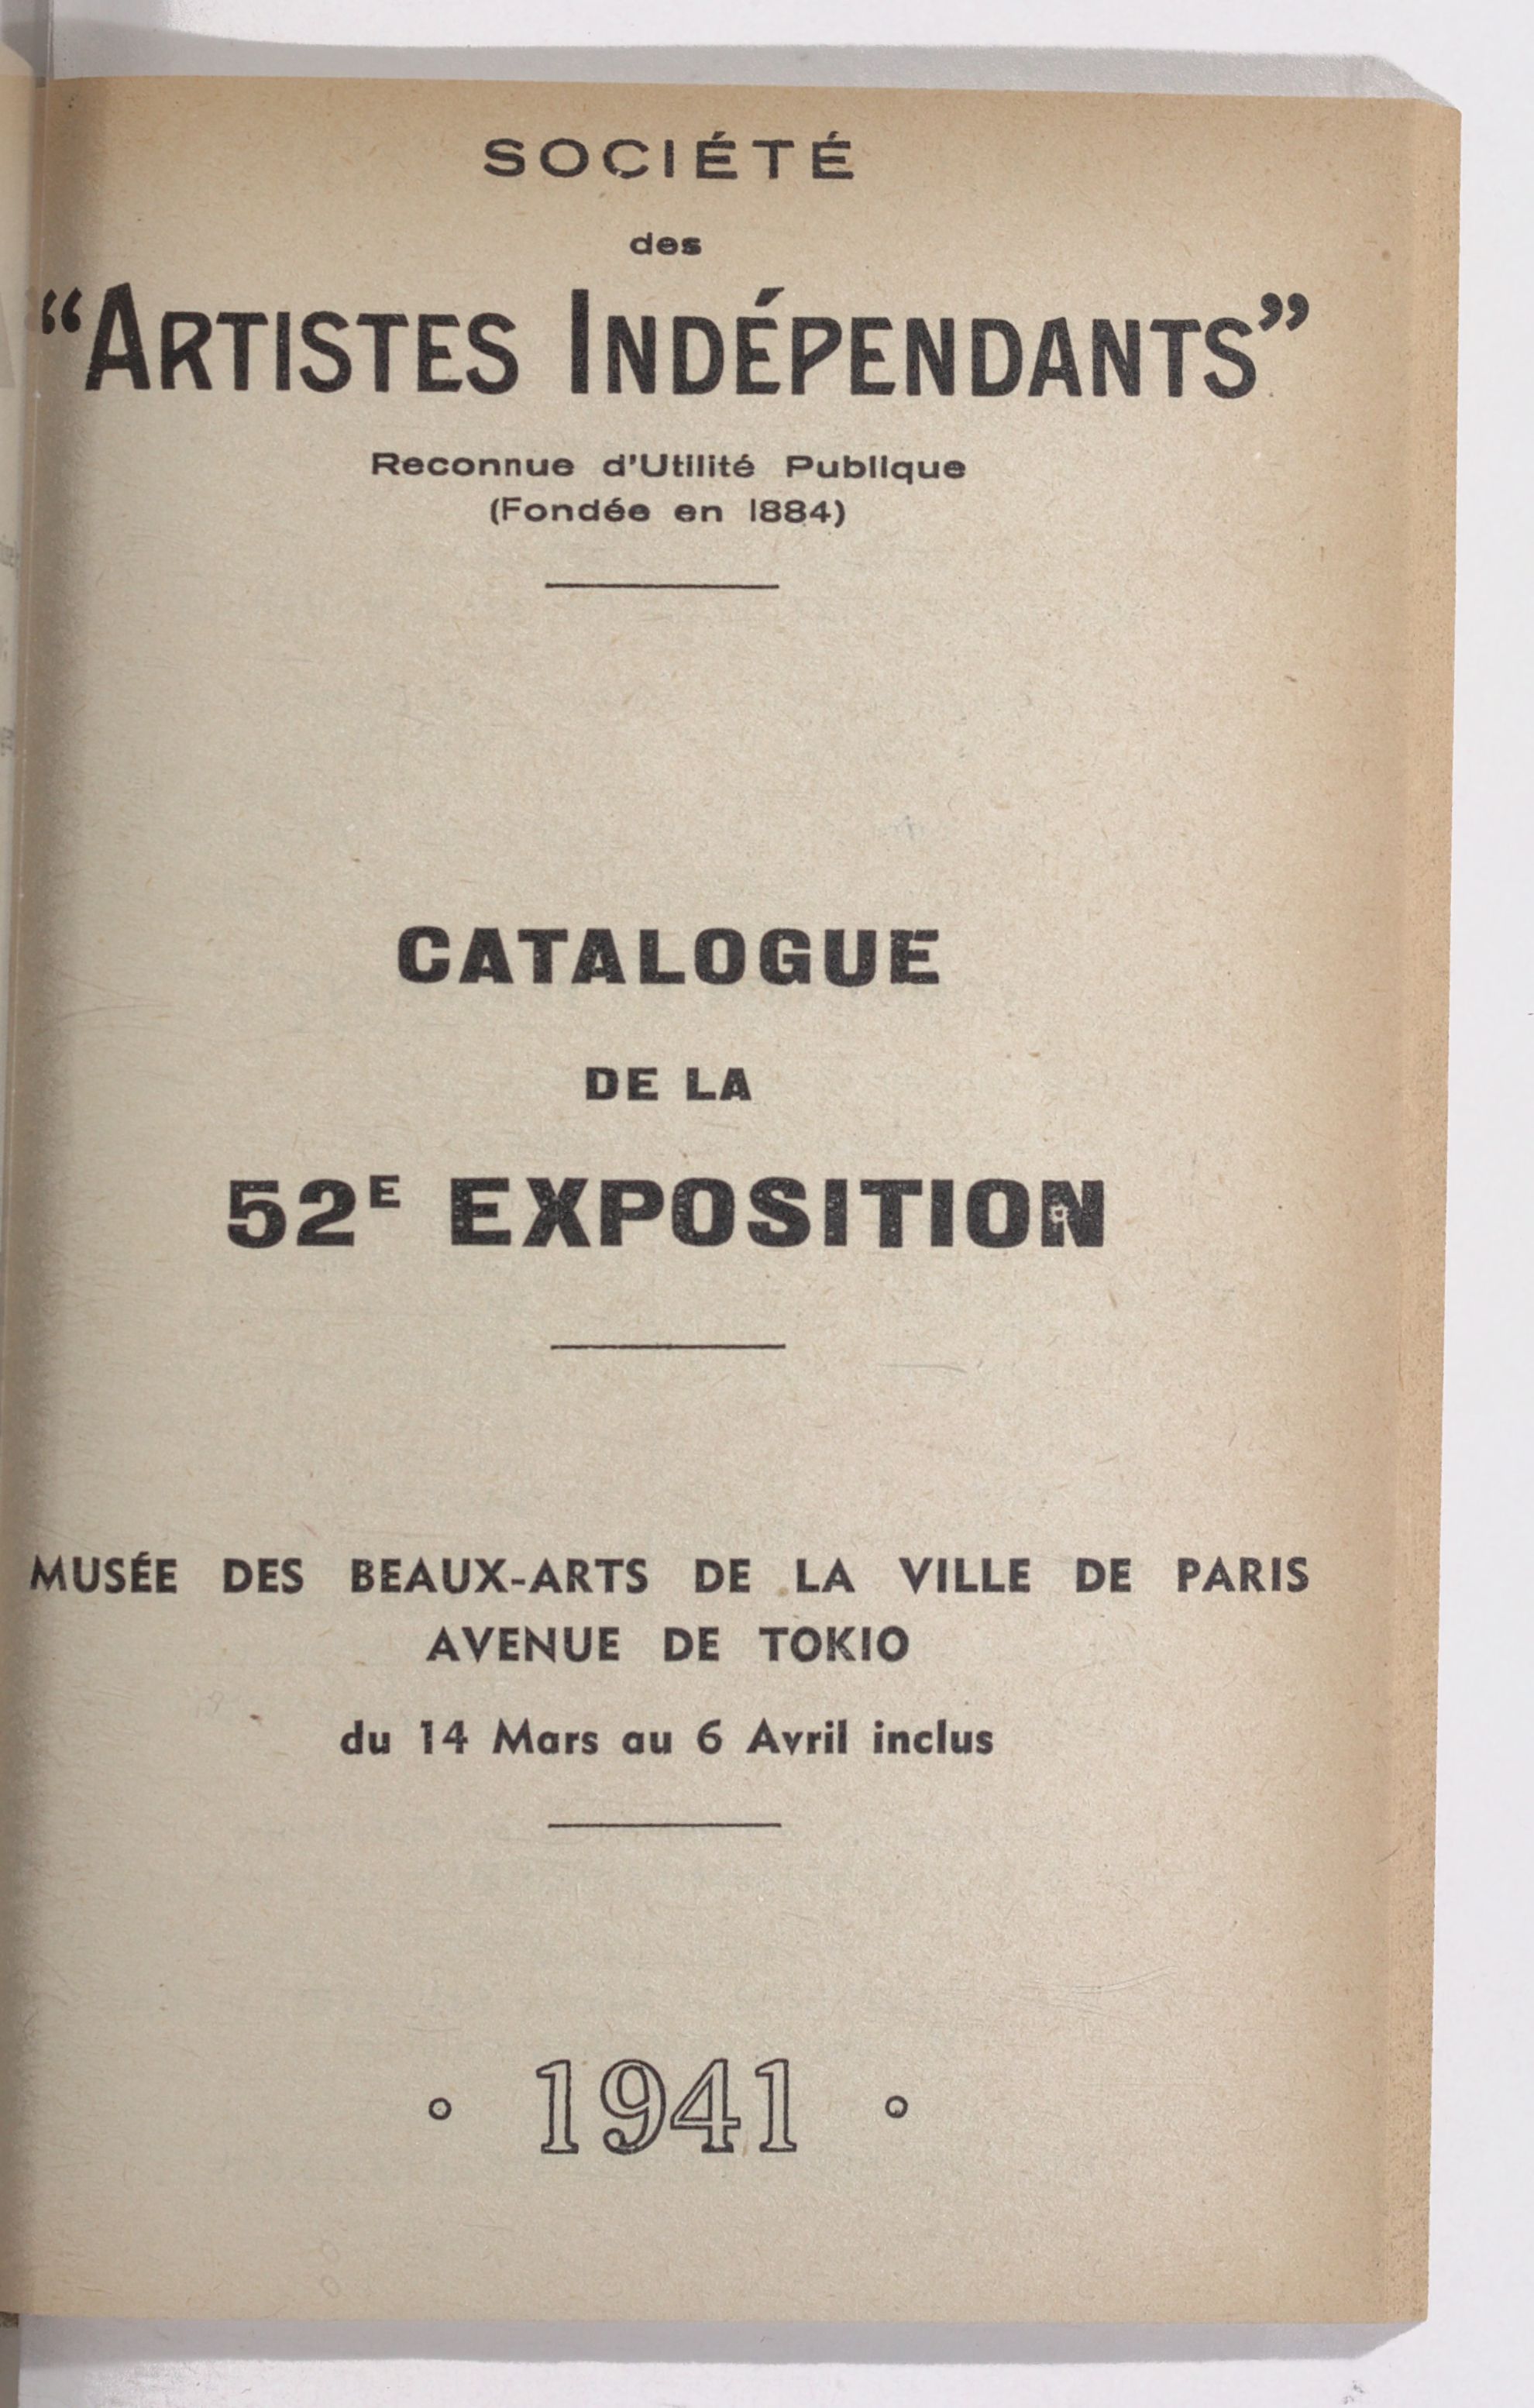 SOCIÉTÉ
des
“ARTISTES INDÉPENDANTS”
Reconnue d'Utilité Publique
(Fondée en 1884)
CATALOGUE
DE LA
52E EXPOSITION
MUSÉE DES BEAUX-ARTS DE LA VILLE DE PARIS
AVENUE DE TOKIO
du 14 Mars au 6 Avril inclus
1941